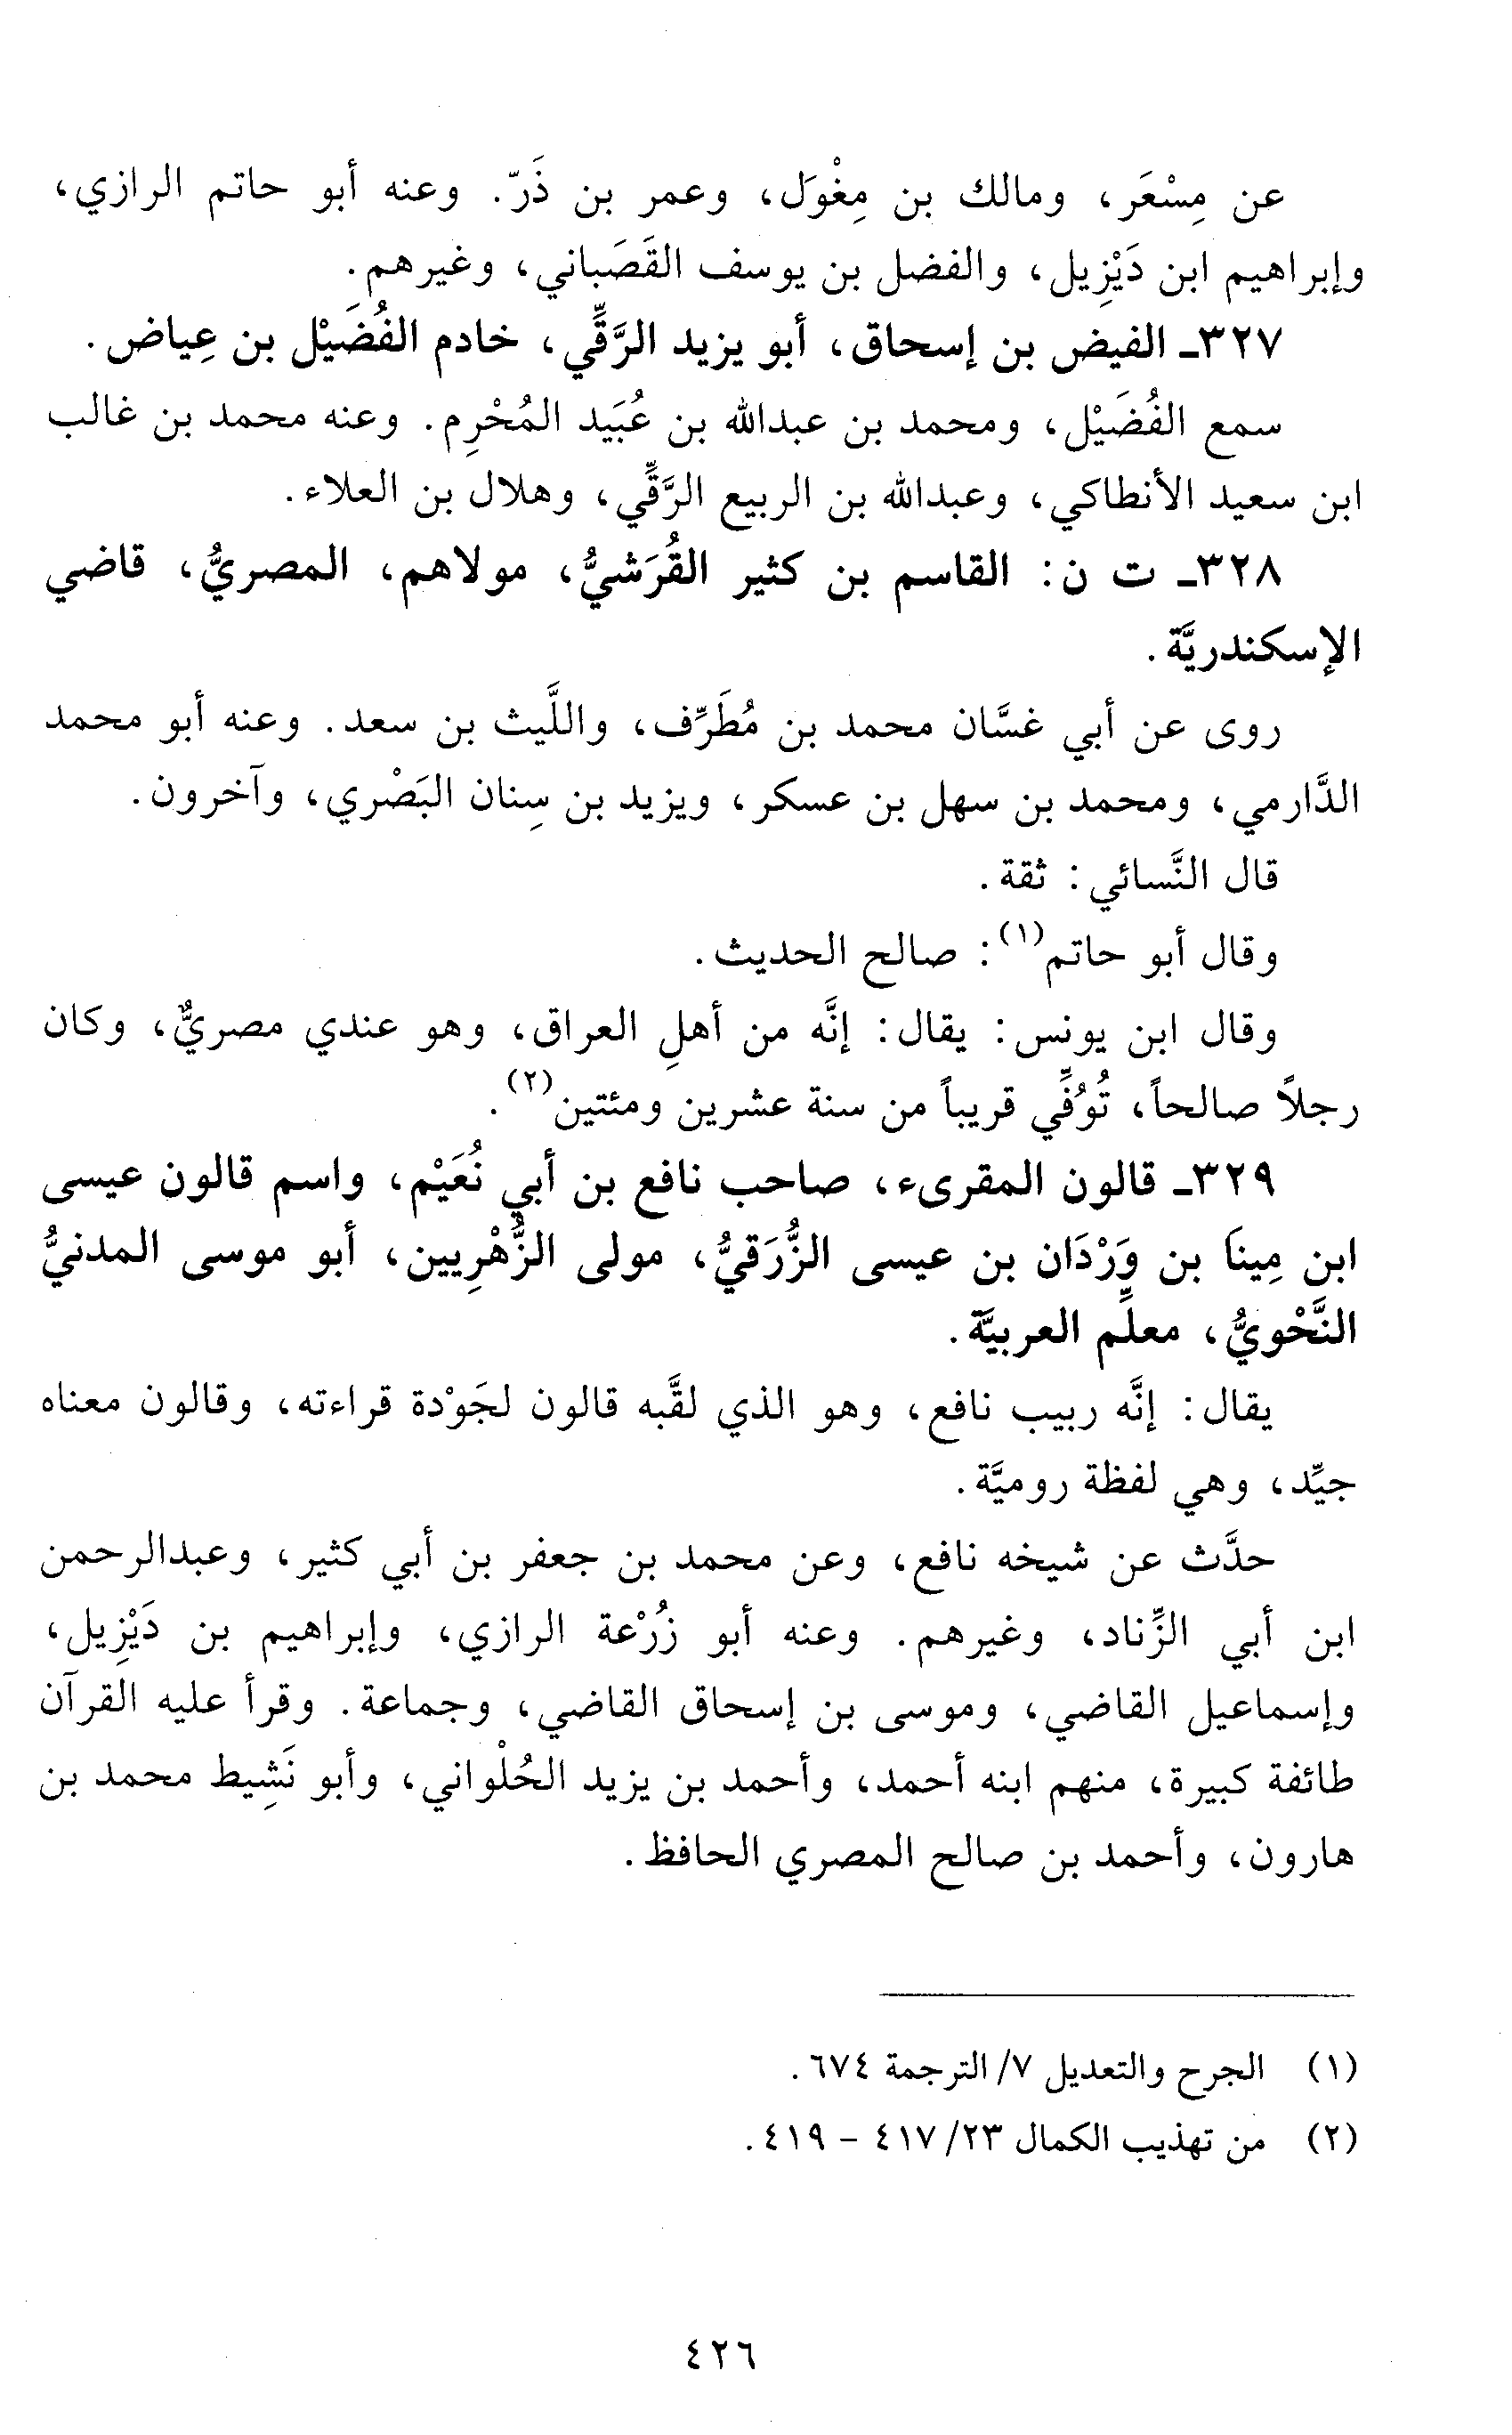 عن مِسْعَر، ومالك بن مِغْوَل، وعمر بن ذَرّ. وعنه أبو حاتم الرازي،
وإبراهيم ابن دَيْزِيل، والفضل بن يوسف القَصَباني، وغيرهم.
٣٢٧ـ الفيض بن إسحاق، أبو يزيد الرَّقِّي، خادم الفُضَيْل بن عِياض.
سمع الفُضَيْل، ومحمد بن عبدالله بن عُبَيد المُحْرِم. وعنه محمد بن غالب
ابن سعيد الأنطاكي، وعبدالله بن الربيع الرَّقِّي، وهلال بن العلاء.
٣٢٨ـ ت ن: القاسم بن كثير القُرَشيُّ، مولاهم، المصريُّ، قاضي
الإسكندريَّة.
روى عن أبي غسَّان محمد بن مُطَرِّف، واللَّيث بن سعد. وعنه أبو محمد
الدَّارمي، ومحمد بن سهل بن عسكر، ويزيد بن سِنان البَصْري، وآخرون.
قال النَّسائي: ثقة.
وقال أبو حاتم(١): صالح الحديث.
وقال ابن يونس: يقال: إنَّه من أهلِ العراق، وهو عندي مصريٌّ، وكان
رجلاً صالحاً، تُوُفِّي قريباً من سنة عشرين ومئتين(٢).
٣٢٩ـ قالون المقرىء، صاحب نافع بن أبي نُعَيْم، واسم قالون عيسى
ابن مِينَا بن وَرْدَان بن عيسى الزُّرَقيُّ، مولى الزُّهْرِيين، أبو موسى المدنيُّ
النَّحْويُّ، معلِّم العربيَّة.
يقال: إنَّه ربيب نافع، وهو الذي لقَّبه قالون لجَوْدة قراءته، وقالون معناه
جيِّد، وهي لفظة روميَّة.
حدَّث عن شيخه نافع، وعن محمد بن جعفر بن أبي كثير، وعبدالرحمن
ابن أبي الزِّناد، وغيرهم. وعنه أبو زُرْعة الرازي، وإبراهيم بن دَيْزِيل،
وإسماعيل القاضي، وموسى بن إسحاق القاضي، وجماعة. وقرأ عليه القرآن
طائفة كبيرة، منهم ابنه أحمد، وأحمد بن يزيد الحُلْواني، وأبو نَشِيط محمد بن
هارون، وأحمد بن صالح المصري الحافظ.
(١) الجرح والتعديل ٧/ الترجمة ٦٧٤.
(٢) من تهذيب الكمال ٢٣/ ٤١٧ - ٤١٩.
٤٢٦